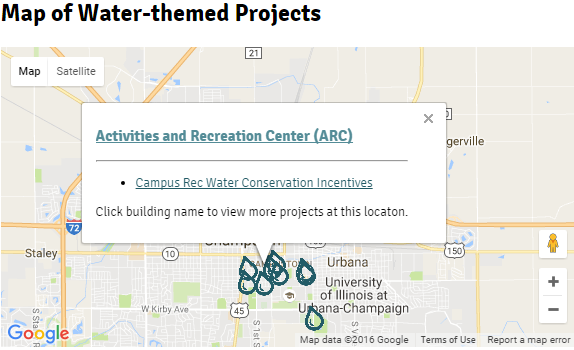 Map of Water-themed Projects
21
Map Satellite
Activities and Recreation Center (ARC)
gerville
Campus Rec Water Conservation Incentives
Click building name to view more projects at this locaton.
72
Staley
10
150
Urbana
University
of Illinois at
Urbana-Champaign
W Kirby Ave
45
S 1st S
Google
Map data ©2016 Google Terms of Use Report a map error